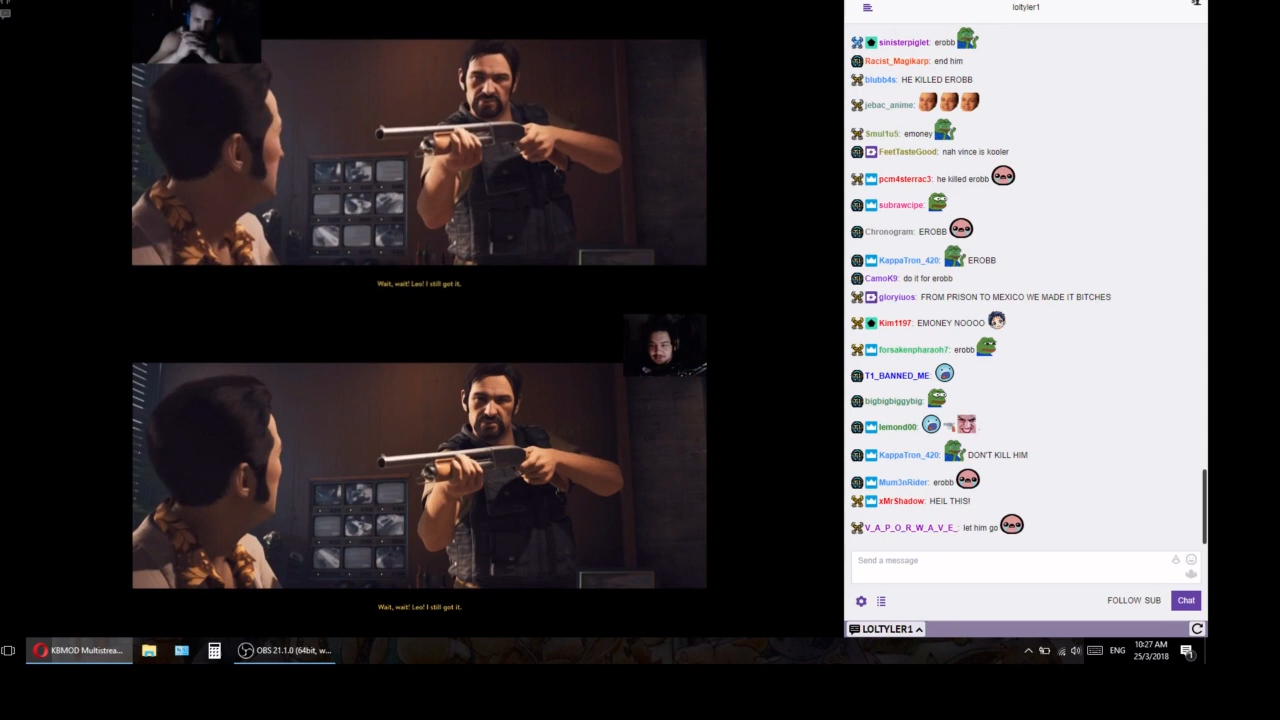 Wait, wait! Leo! I still got it.
Wait, wait! Leo! I still got it.
loltyler1
sinisterpiglet: erobb
Racist_Magikarp: end him
blubb4s: HE KILLED EROBB
jebac_anime:
Smul1u5: emoney
FeetTasteGood: nah vince is kooler
pcm4sterrac3: he killed erobb
subrawcipe:
Chronogram: EROBB
KappaTron_420: EROBB
CamoK9: do it for erobb
gloryiuos: FROM PRISON TO MEXICO WE MADE IT BITCHES
Kim1197: EMONEY NOOOO
forsakenpharaoh7: erobb
T1_BANNED_ME:
bigbigbiggybig:
lemond00:
KappaTron_420: DON'T KILL HIM
Mum3nRider: erobb
xMrShadow: HEIL THIS!
V_A_P_O_R_W_A_V_E_: let him go
Send a message
FOLLOW SUB Chat
LOLTYLER1
KBMOD Multistrea...
OBS 21.1.0 (64bit, w...
ENG
10:27 AM
25/3/2018
1